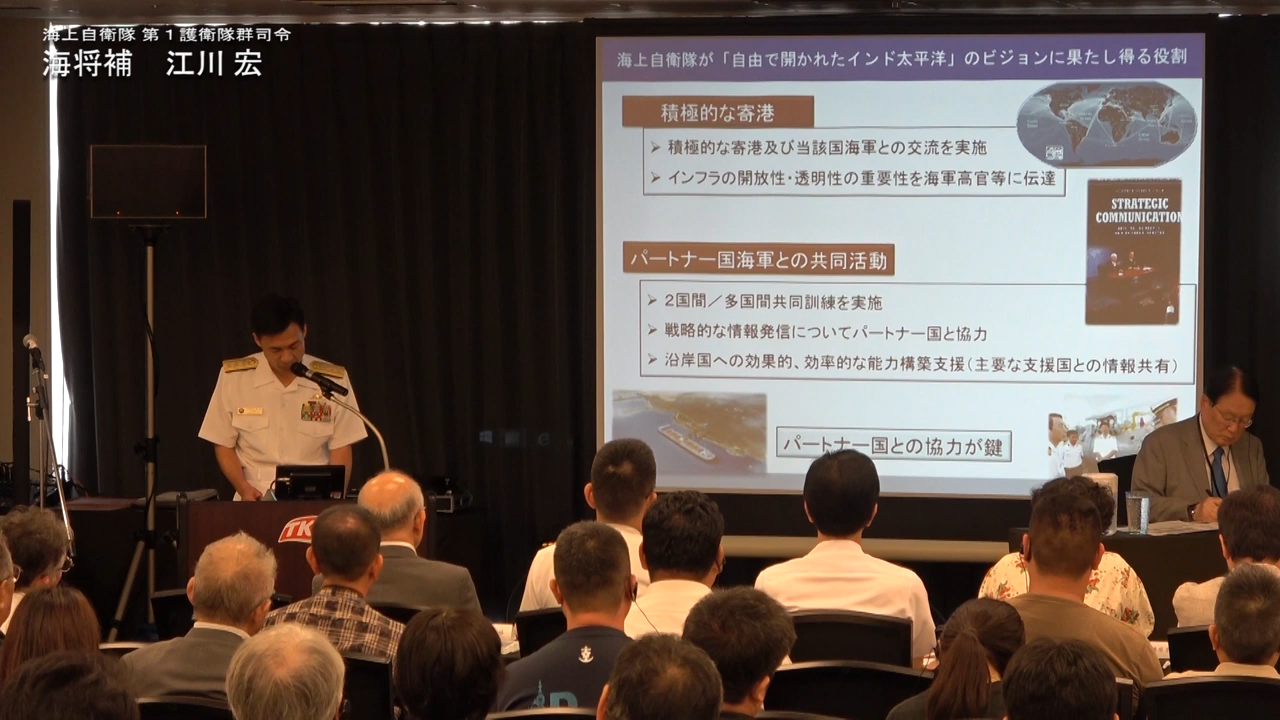 海上自衛隊 第1護衛隊群司令
海将補 江川 宏
海上自衛隊が「自由で開かれたインド太平洋」のビジョンに果たし得る役割
積極的な寄港
➢ 積極的な寄港及び当該国海軍との交流を実施
➢ インフラの開放性・透明性の重要性を海軍高官等に伝達
STRATEGIC
COMMUNICATION
パートナー国海軍との共同活動
➢ 2国間／多国間共同訓練を実施
➢ 戦略的な情報発信についてパートナー国と協力
➢ 沿岸国への効果的、効率的な能力構築支援（主要な支援国との情報共有）
パートナー国との協力が鍵
TK